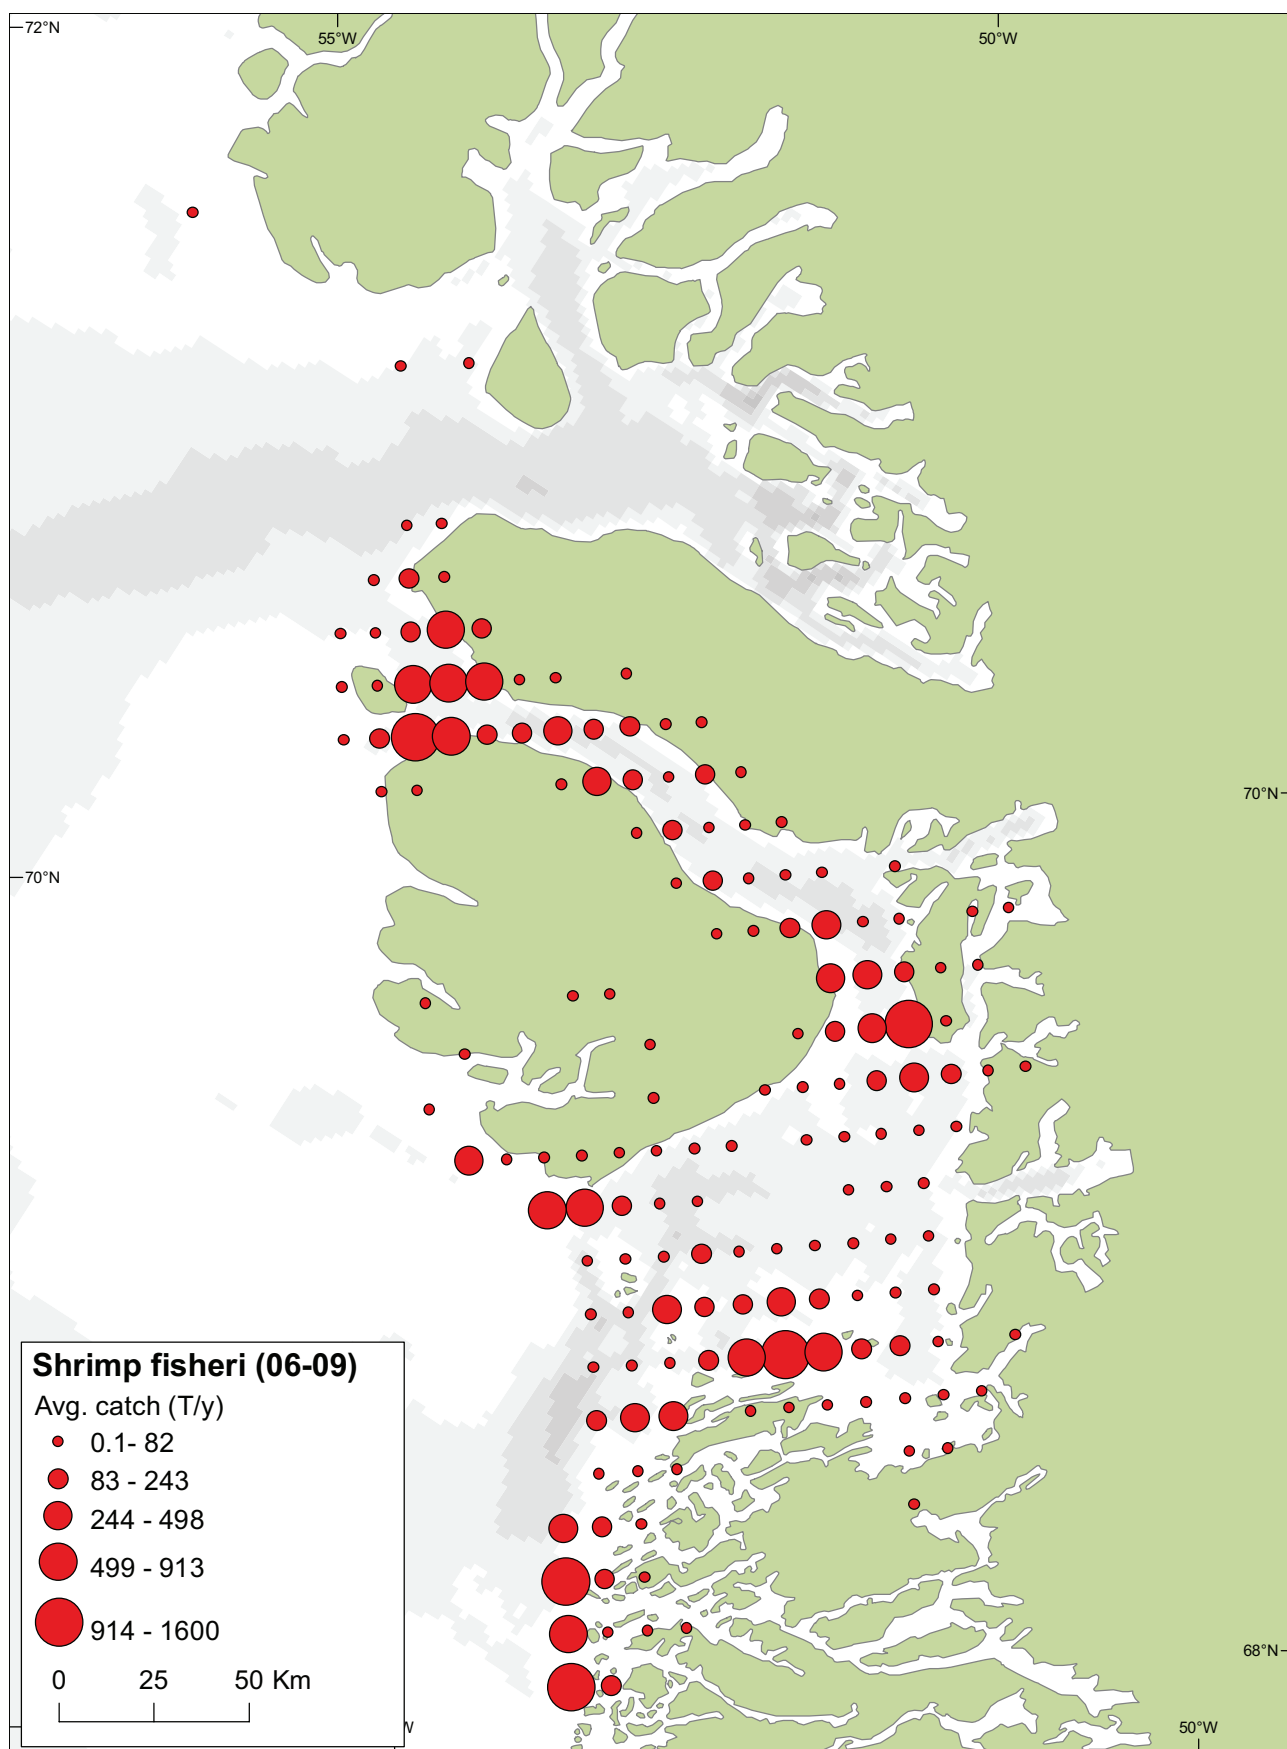 72°N
55°W
50°W
70°N
70°N
Shrimp fisheri (06-09)
Avg. catch (T/y)
0.1- 82
83 - 243
244 - 498
499 - 913
914 - 1600
0 25 50 Km
68°N
W
50°W